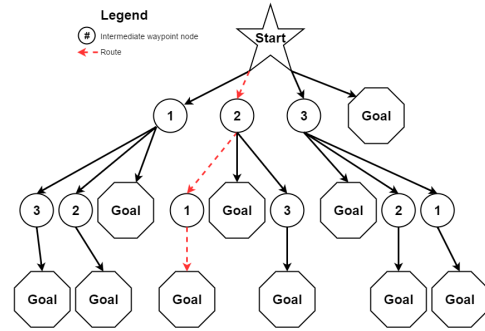 Legend
# Intermediate waypoint node
Route
Start
1 2 3 Goal
3 2 Goal 1 Goal 3 Goal 2 1
Goal Goal Goal Goal Goal Goal